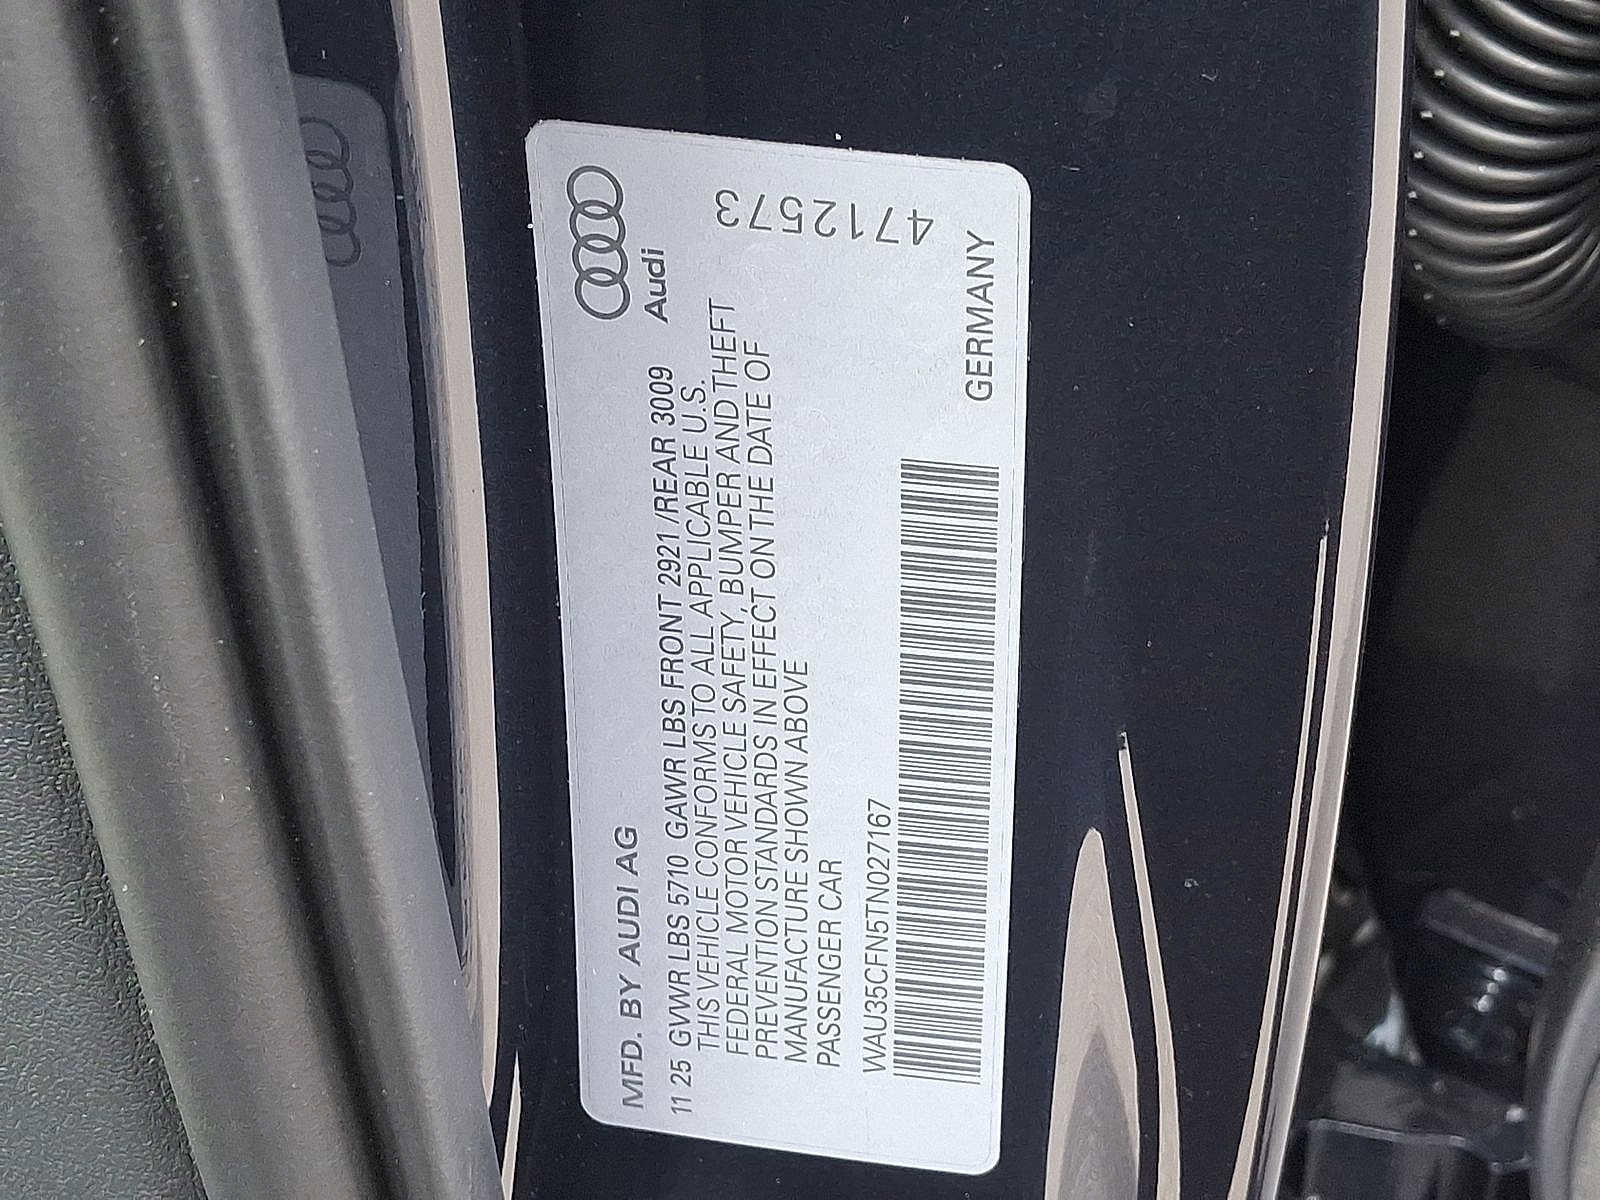 MFD. BY AUDI AG
Audi
11 25 GVWR LBS 5710 GAWR LBS FRONT 2921 /REAR 3009
THIS VEHICLE CONFORMS TO ALL APPLICABLE U.S.
FEDERAL MOTOR VEHICLE SAFETY, BUMPER AND THEFT
PREVENTION STANDARDS IN EFFECT ON THE DATE OF
MANUFACTURE SHOWN ABOVE
PASSENGER CAR
4712573
WAU35CFN5TN027167
GERMANY